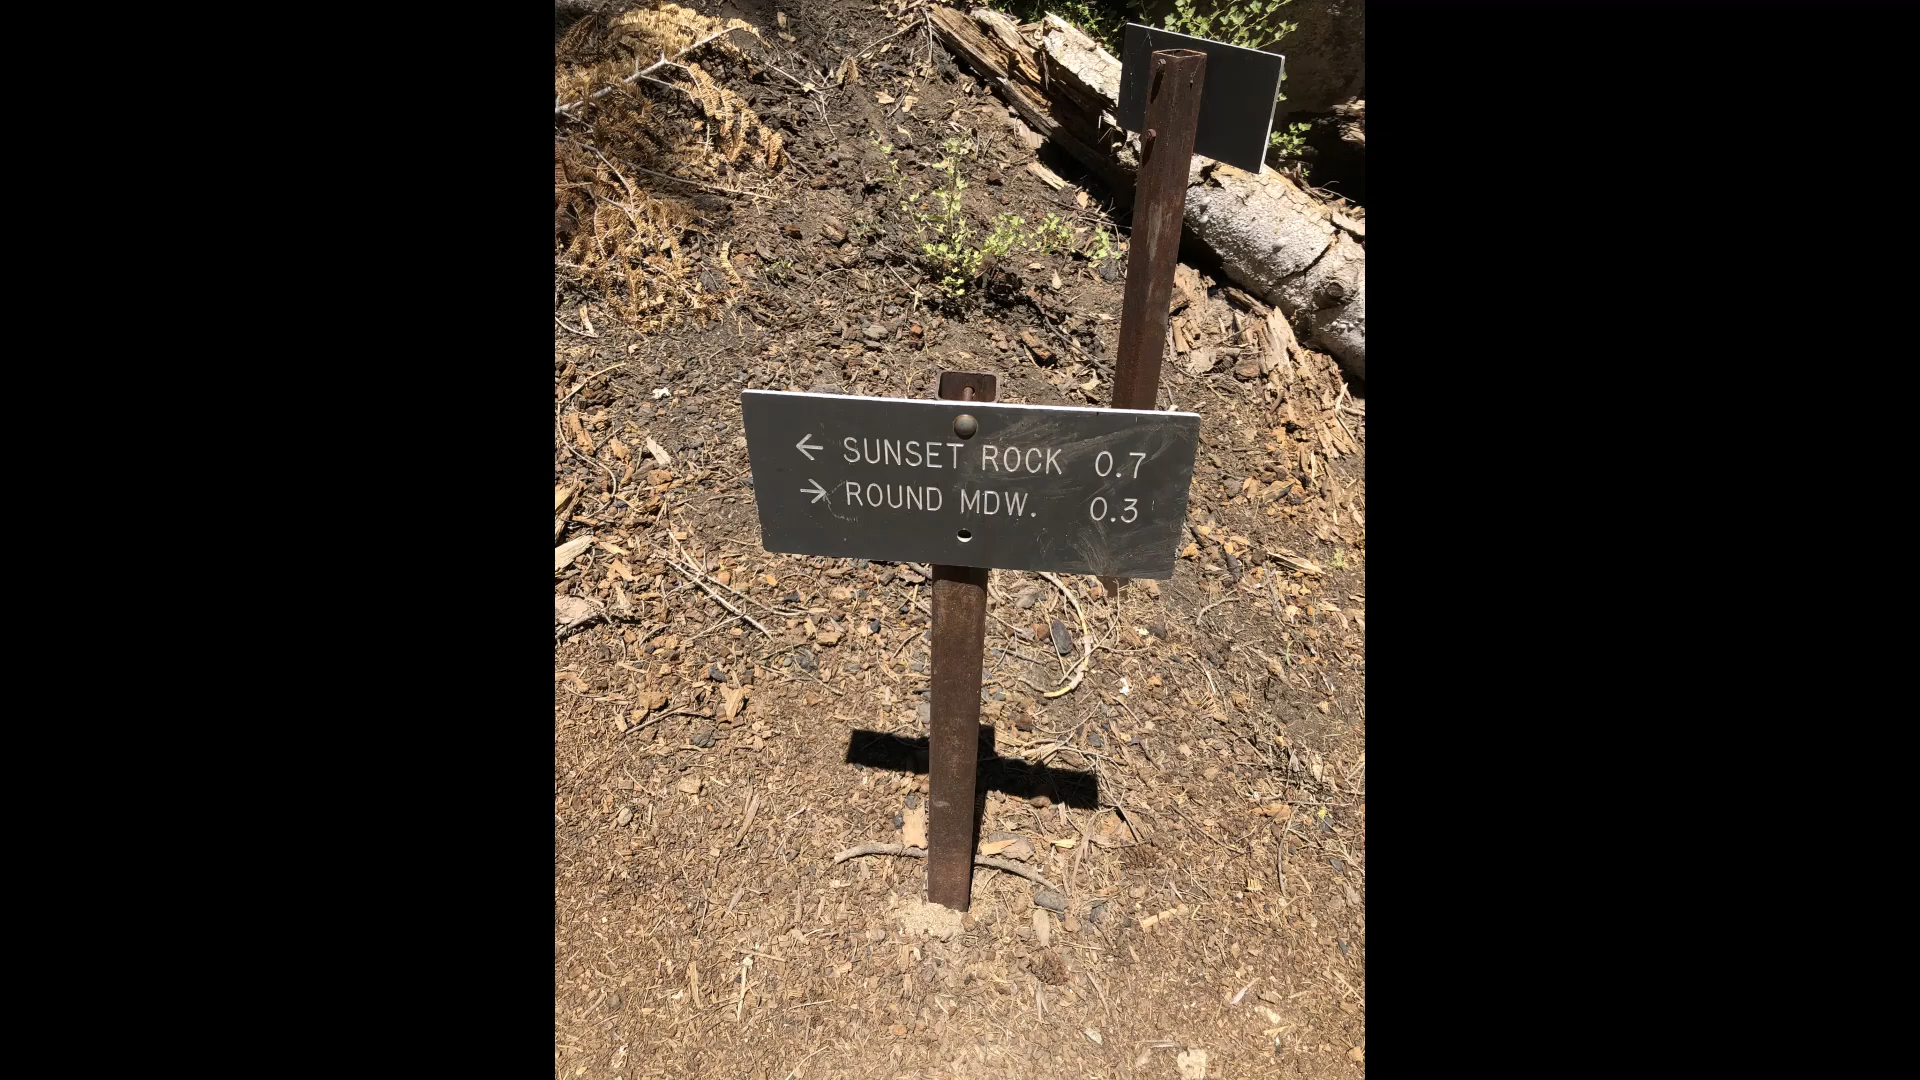 ← SUNSET ROCK 0.7
→ ROUND MDW. 0.3